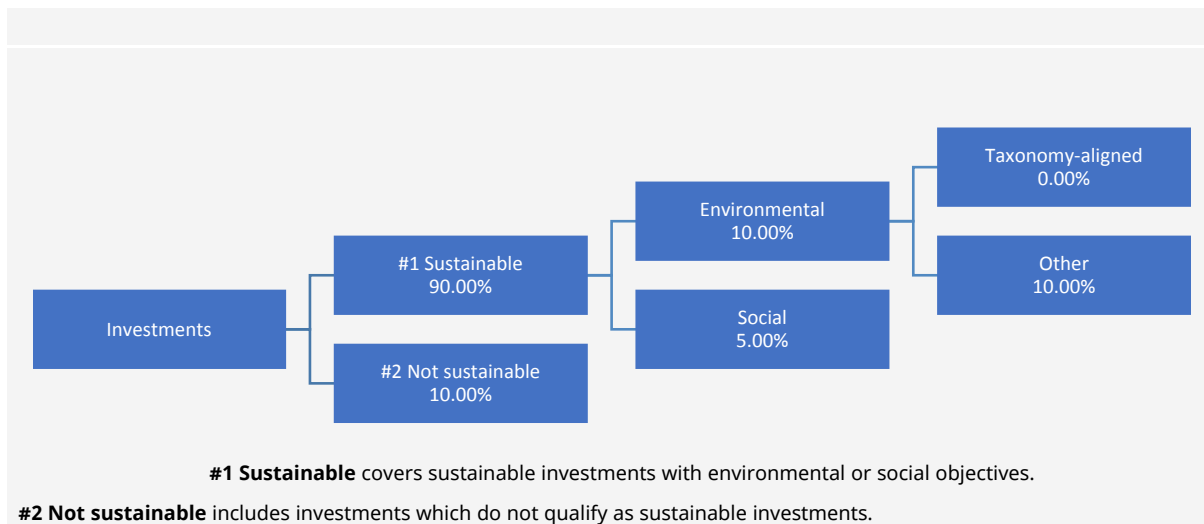 Investments
#1 Sustainable
90.00%
#2 Not sustainable
10.00%
Environmental
10.00%
Social
5.00%
Taxonomy-aligned
0.00%
Other
10.00%
#1 Sustainable covers sustainable investments with environmental or social objectives.
#2 Not sustainable includes investments which do not qualify as sustainable investments.